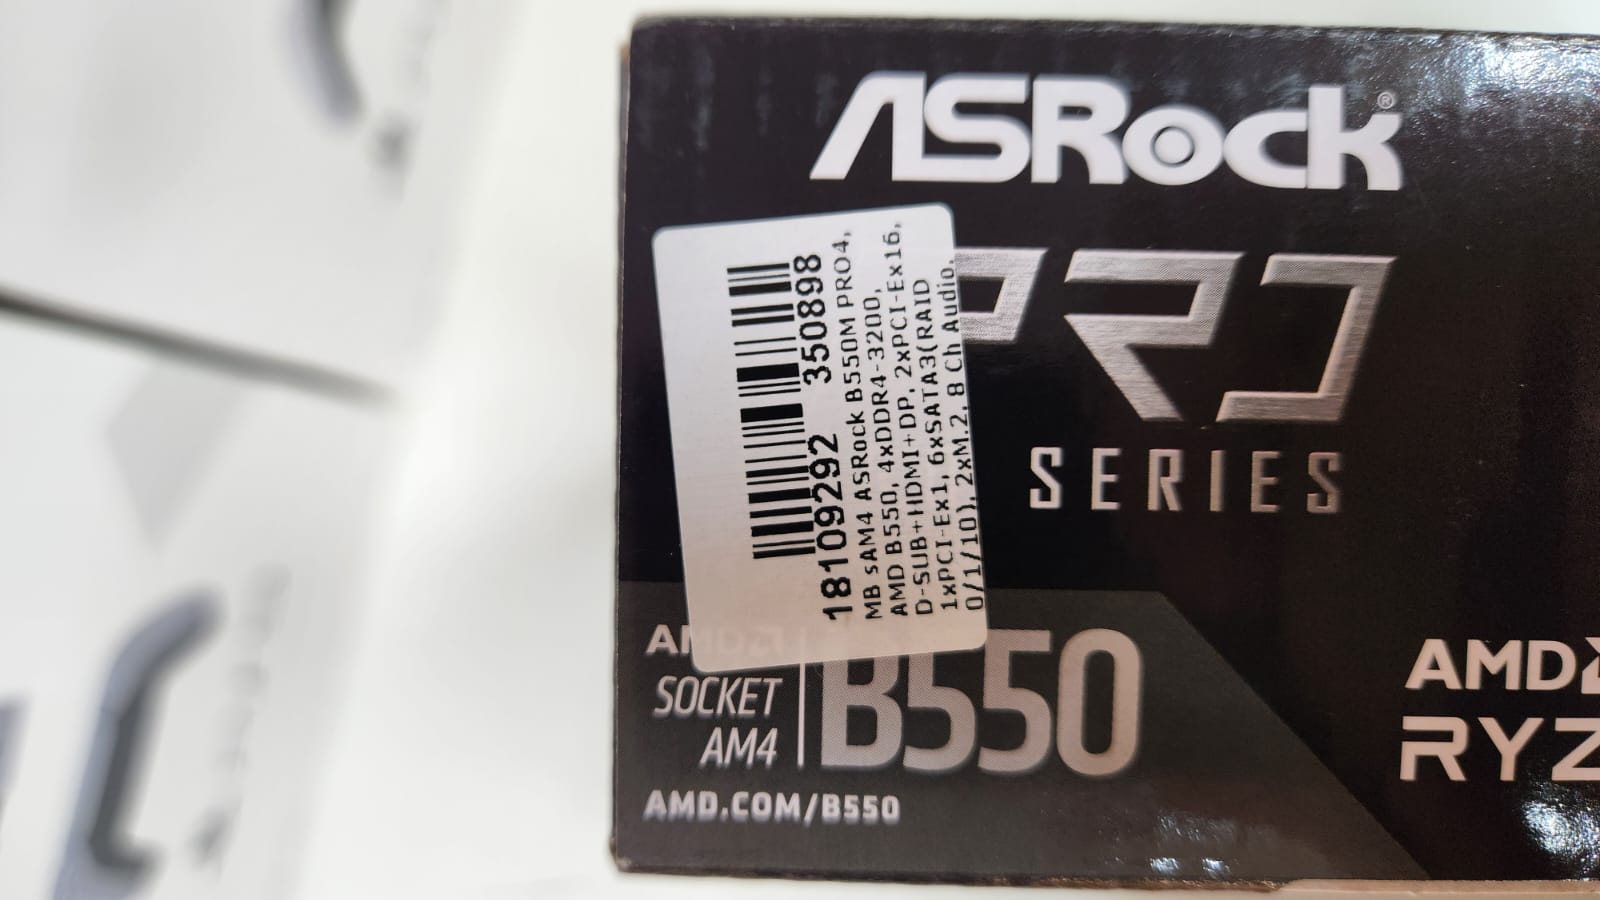 ASRock®
PRO
SERIES
18109292 350898
MB sAM4 ASRock B550M PRO4,
AMD B550, 4xDDR4-3200,
D-SUB+HDMI+DP, 2xPCI-Ex16,
1xPCI-Ex1, 6xSATA3(RAID
0/1/10), 2xM.2, 8 Ch Audio,
AMD
SOCKET
AM4
B550
AMD.COM/B550
AMD
RYZ